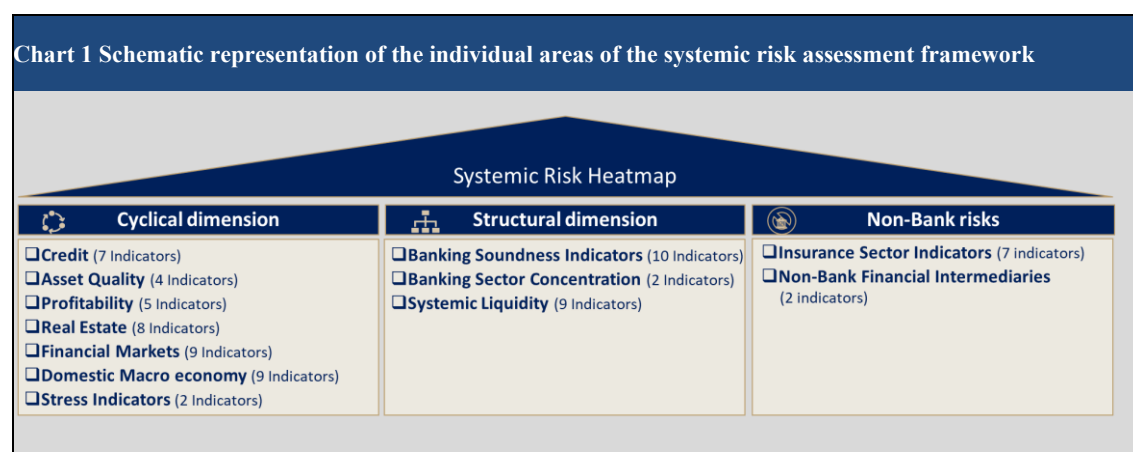 Chart 1 Schematic representation of the individual areas of the systemic risk assessment framework
Systemic Risk Heatmap
Cyclical dimension
❑Credit (7 Indicators)
❑Asset Quality (4 Indicators)
❑Profitability (5 Indicators)
❑Real Estate (8 Indicators)
❑Financial Markets (9 Indicators)
❑Domestic Macro economy (9 Indicators)
❑Stress Indicators (2 Indicators)
Structural dimension
❑Banking Soundness Indicators (10 Indicators)
❑Banking Sector Concentration (2 Indicators)
❑Systemic Liquidity (9 Indicators)
Non-Bank risks
❑Insurance Sector Indicators (7 indicators)
❑Non-Bank Financial Intermediaries
(2 indicators)